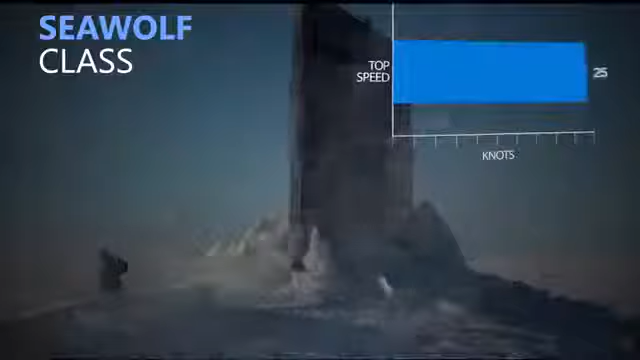 SEAWOLF
CLASS
TOP
SPEED
25
KNOTS